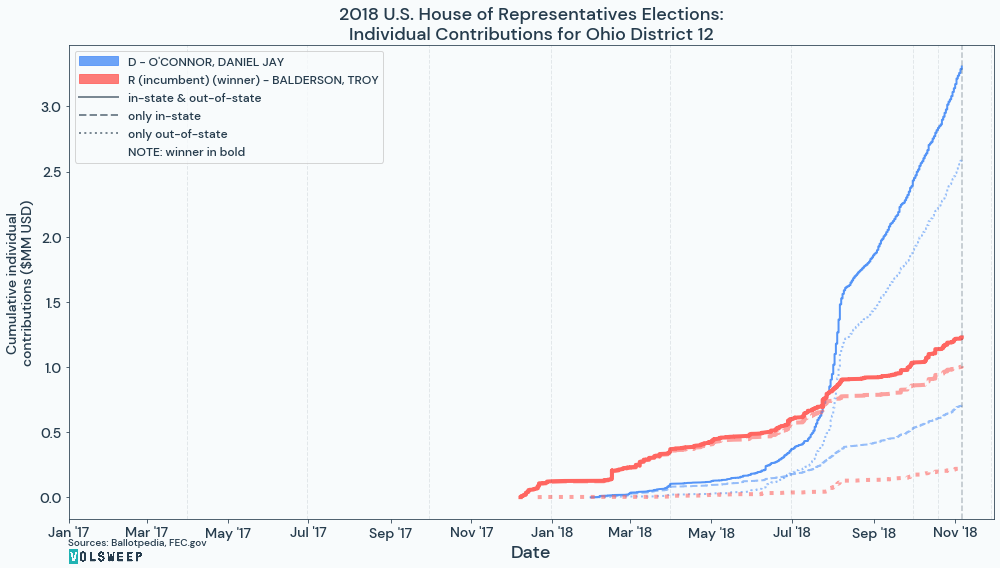 2018 U.S. House of Representatives Elections:
Individual Contributions for Ohio District 12
D - O'CONNOR, DANIEL JAY
R (incumbent) (winner) - BALDERSON, TROY
in-state & out-of-state
only in-state
only out-of-state
NOTE: winner in bold
Cumulative individual
contributions ($MM USD)
3.0
2.5
2.0
1.5
1.0
0.5
0.0
Jan '17
Mar '17
May '17
Jul '17
Sep '17
Nov '17
Jan '18
Mar '18
May '18
Jul '18
Sep '18
Nov '18
Date
Sources: Ballotpedia, FEC.gov
VOLSWEEP